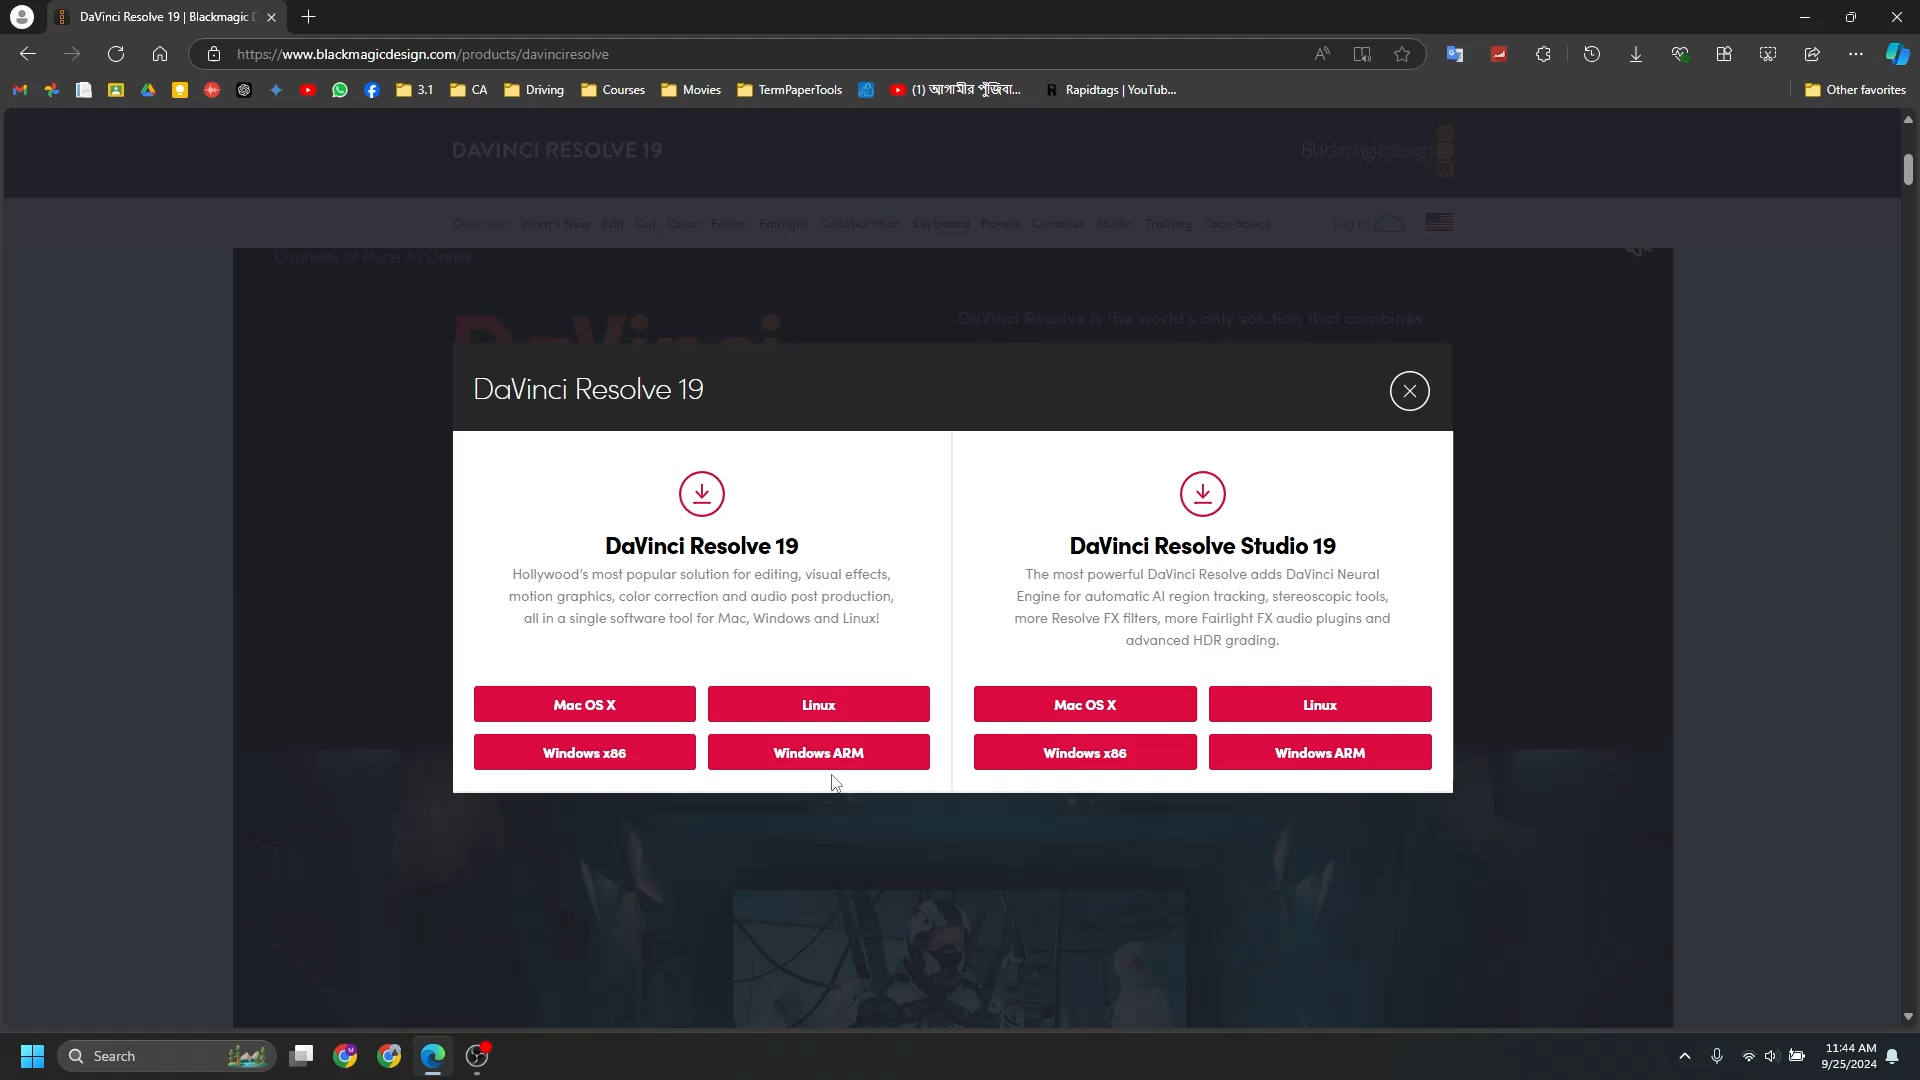 DaVinci Resolve 19 | Blackmagic D
https://www.blackmagicdesign.com/products/davinciresolve
3.1
CA
Driving
Courses
Movies
TermPaperTools
(1) আগামীর পুঁজিবা...
Rapidtags | YouTub...
Other favorites
DAVINCI RESOLVE 19
Blackmagicdesign
Overview What's New Edit Cut Color Fusion Fairlight Collaboration Keyboard Panels Consoles Studio Training Tech Specs Log In
Courtesy of Puce À l'Oreille
DaVinci
DaVinci Resolve is the world's only solution that combines
DaVinci Resolve 19
DaVinci Resolve 19
Hollywood's most popular solution for editing, visual effects,
motion graphics, color correction and audio post production,
all in a single software tool for Mac, Windows and Linux!
Mac OS X
Linux
Windows x86
Windows ARM
DaVinci Resolve Studio 19
The most powerful DaVinci Resolve adds DaVinci Neural
Engine for automatic AI region tracking, stereoscopic tools,
more Resolve FX filters, more Fairlight FX audio plugins and
advanced HDR grading.
Mac OS X
Linux
Windows x86
Windows ARM
Search
11:44 AM
9/25/2024